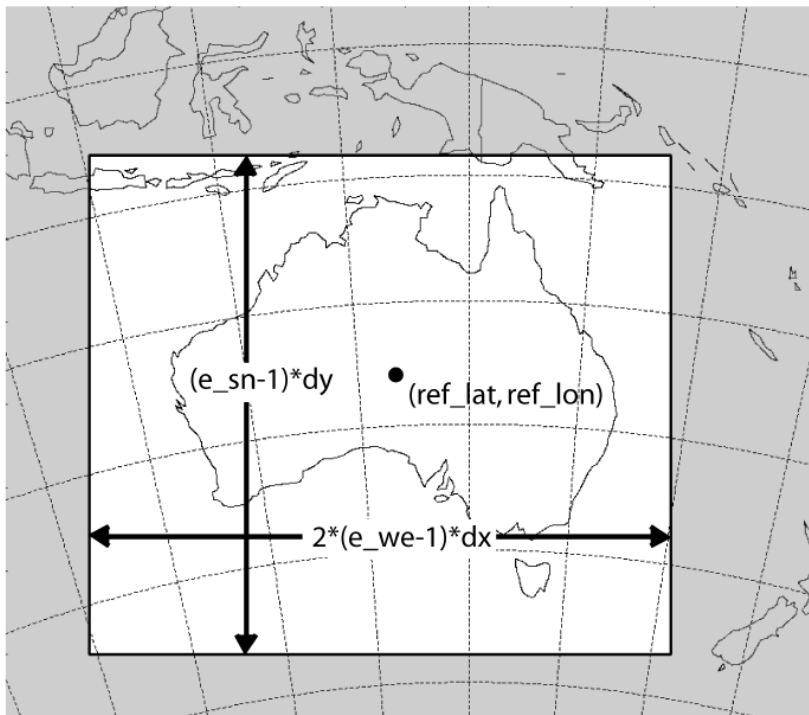 (e_sn-1)*dy
(ref_lat, ref_lon)
2*(e_we-1)*dx